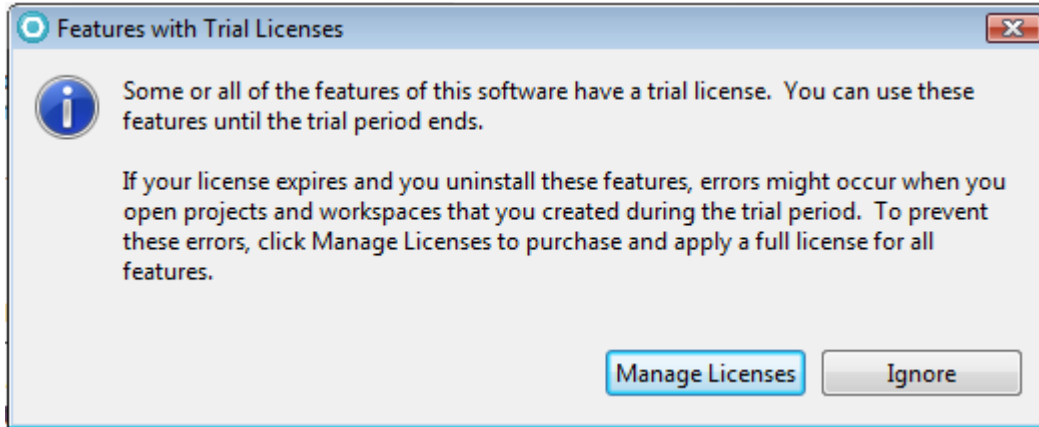 Features with Trial Licenses
Some or all of the features of this software have a trial license.  You can use these
features until the trial period ends.
If your license expires and you uninstall these features, errors might occur when you
open projects and workspaces that you created during the trial period.  To prevent
these errors, click Manage Licenses to purchase and apply a full license for all
features.
Manage Licenses
Ignore